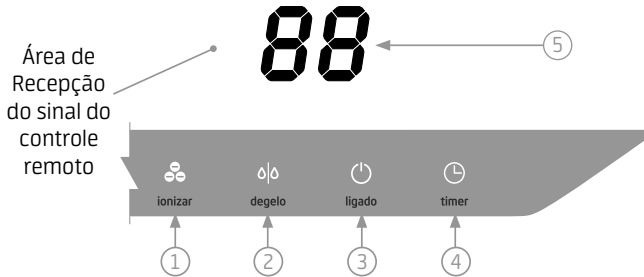 88
5
Área de
Recepção
do sinal do
controle
remoto
ionizar
degelo
ligado
timer
1
2
3
4